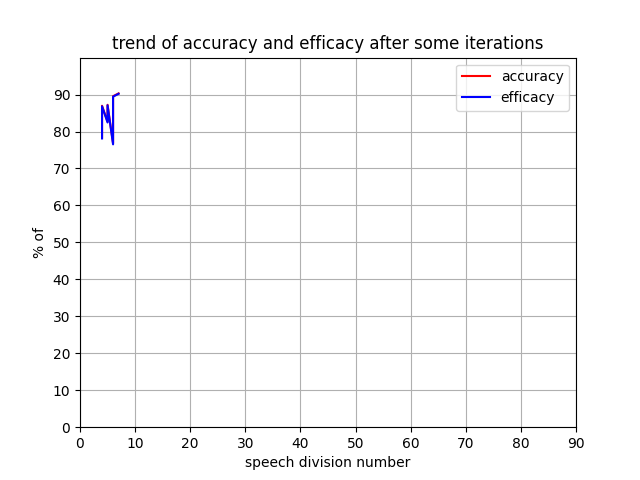 trend of accuracy and efficacy after some iterations
accuracy
efficacy
90
80
70
60
50
40
30
20
10
0
% of
0 10 20 30 40 50 60 70 80 90
speech division number